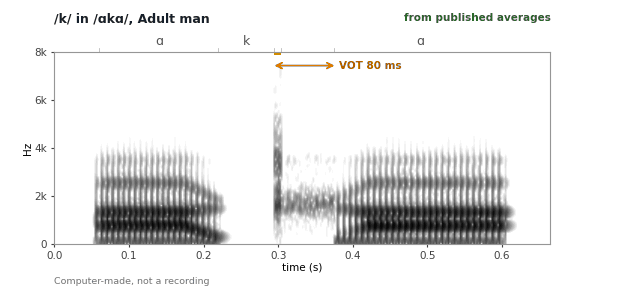 /k/ in /ɑkɑ/, Adult man
from published averages
ɑ k ɑ
8k
VOT 80 ms
6k
4k
Hz
2k
0
0.0 0.1 0.2 0.3 0.4 0.5 0.6
time (s)
Computer-made, not a recording